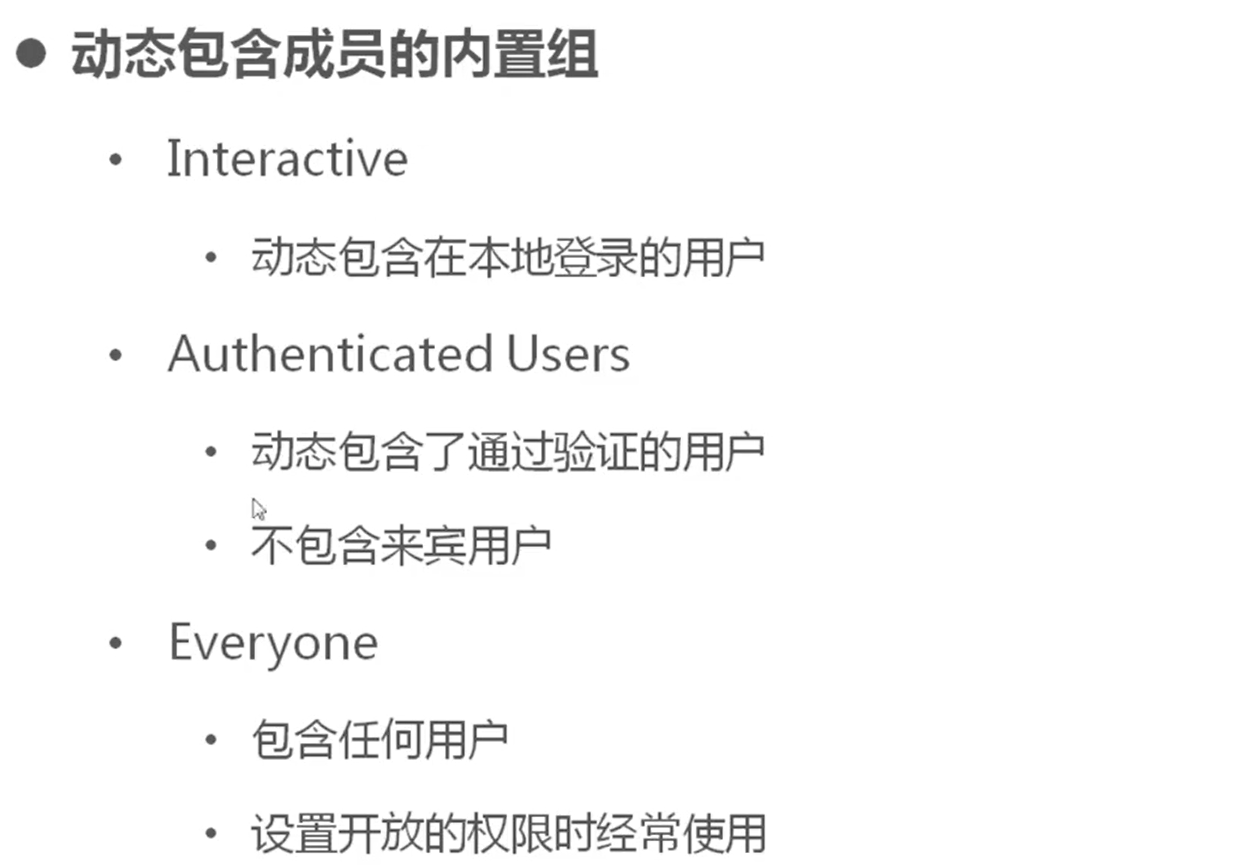 ● 动态包含成员的内置组
• Interactive
• 动态包含在本地登录的用户
• Authenticated Users
• 动态包含了通过验证的用户
• 不包含来宾用户
• Everyone
• 包含任何用户
• 设置开放的权限时经常使用